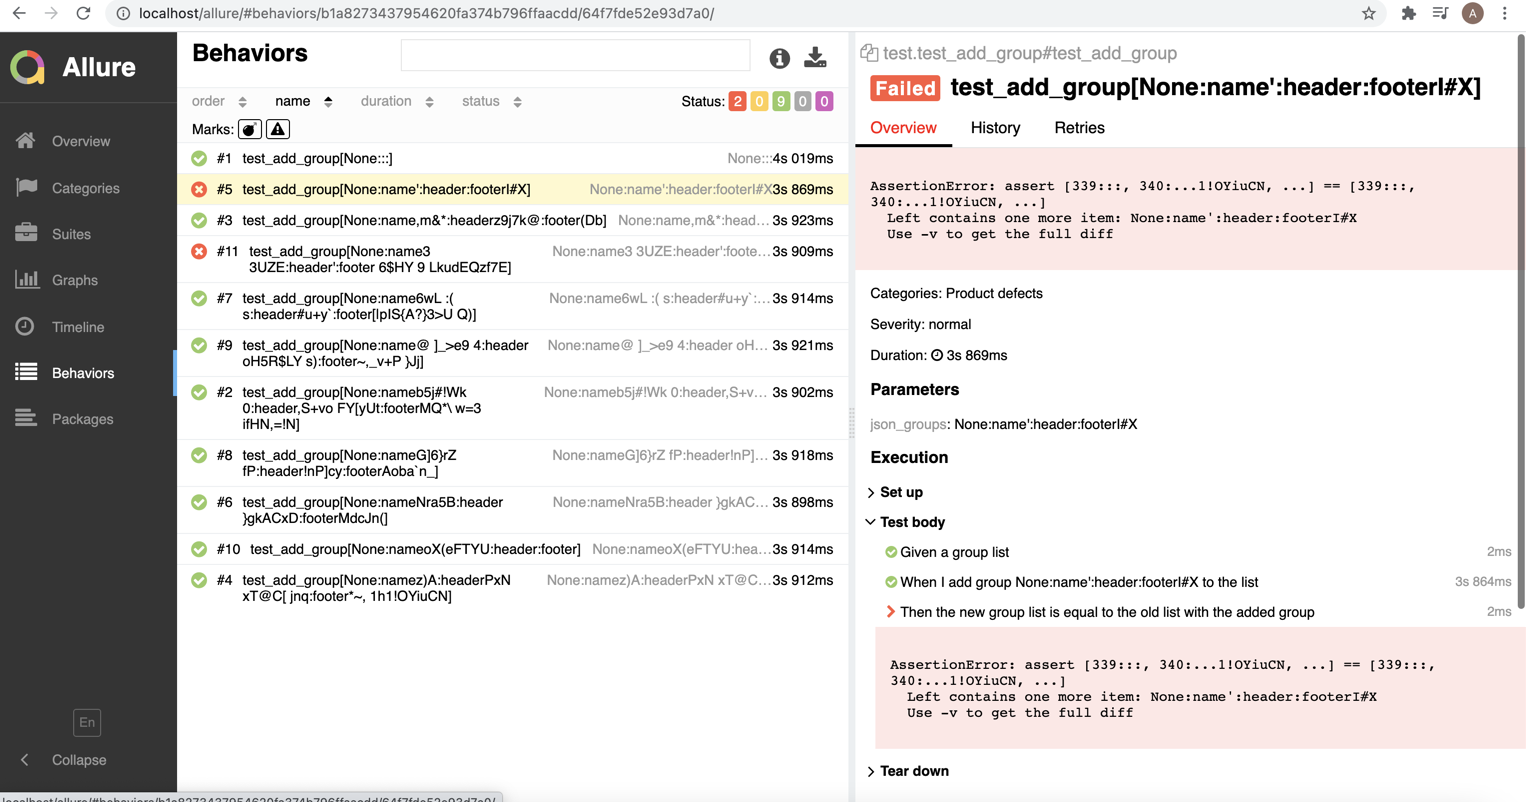 localhost/allure/#behaviors/b1a8273437954620fa374b796ffaacdd/64f7fde52e93d7a0/
A
Allure
Overview
Categories
Suites
Graphs
Timeline
Behaviors
Packages
En
Collapse
Behaviors
order name duration status Status: 2 0 9 0 0
Marks:
#1 test_add_group[None:::] None:::4s 019ms
#5 test_add_group[None:name':header:footerI#X] None:name':header:footerI#X3s 869ms
#3 test_add_group[None:name,m&*:headerz9j7k@:footer(Db] None:name,m&*:head... 3s 923ms
#11 test_add_group[None:name3 None:name3 3UZE:header':foote... 3s 909ms
3UZE:header':footer 6$HY 9 LkudEQzf7E]
#7 test_add_group[None:name6wL :( None:name6wL :( s:header#u+y`:... 3s 914ms
s:header#u+y`:footer[IpIS{A?}3>U Q)]
#9 test_add_group[None:name@ ]_>e9 4:header None:name@ ]_>e9 4:header oH... 3s 921ms
oH5R$LY s):footer~,_v+P }Jj]
#2 test_add_group[None:nameb5j#!Wk None:nameb5j#!Wk 0:header,S+v... 3s 902ms
0:header,S+vo FY[yUt:footerMQ*\ w=3
ifHN,=!N]
#8 test_add_group[None:nameG]6}rZ None:nameG]6}rZ fP:header!nP]... 3s 918ms
fP:header!nP]cy:footerAoba`n_]
#6 test_add_group[None:nameNra5B:header None:nameNra5B:header }gkAC... 3s 898ms
}gkACxD:footerMdcJn(]
#10 test_add_group[None:nameoX(eFTYU:header:footer] None:nameoX(eFTYU:hea... 3s 914ms
#4 test_add_group[None:namez)A:headerPxN None:namez)A:headerPxN xT@C... 3s 912ms
xT@C[ jnq:footer*~, 1h1!OYiuCN]
test.test_add_group#test_add_group
Failed test_add_group[None:name':header:footerI#X]
Overview History Retries
AssertionError: assert [339:::, 340:...1!OYiuCN, ...] == [339:::,
340:...1!OYiuCN, ...]
Left contains one more item: None:name':header:footerI#X
Use -v to get the full diff
Categories: Product defects
Severity: normal
Duration: 3s 869ms
Parameters
json_groups: None:name':header:footerI#X
Execution
Set up
Test body
Given a group list 2ms
When I add group None:name':header:footerI#X to the list 3s 864ms
Then the new group list is equal to the old list with the added group 2ms
AssertionError: assert [339:::, 340:...1!OYiuCN, ...] == [339:::,
340:...1!OYiuCN, ...]
Left contains one more item: None:name':header:footerI#X
Use -v to get the full diff
Tear down
localhost/allure/#behaviors/b1a8273437954620fa374b796ffaacdd/64f7fde52e93d7a0/